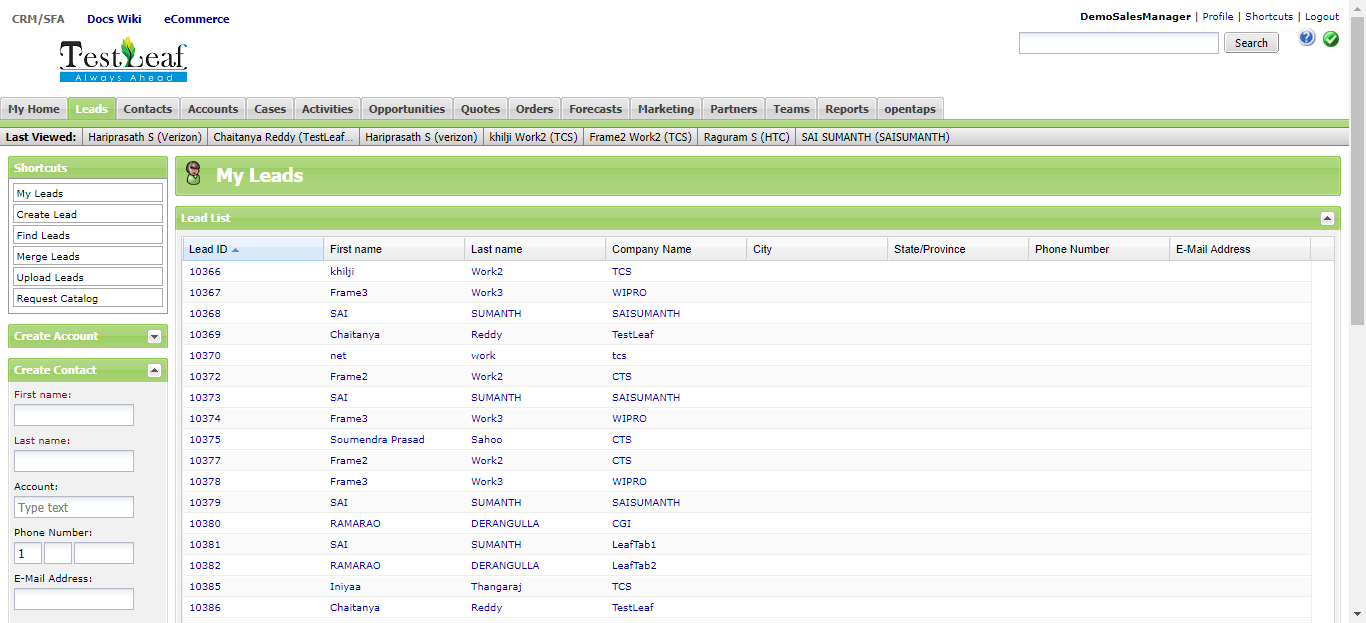 CRM/SFA Docs Wiki eCommerce
DemoSalesManager | Profile | Shortcuts | Logout
TestLeaf
Always Ahead
Search
My Home Leads Contacts Accounts Cases Activities Opportunities Quotes Orders Forecasts Marketing Partners Teams Reports opentaps
Last Viewed: Hariprasath S (Verizon) Chaitanya Reddy (TestLeaf... Hariprasath S (verizon) khilji Work2 (TCS) Frame2 Work2 (TCS) Raguram S (HTC) SAI SUMANTH (SAISUMANTH)
Shortcuts
My Leads
Create Lead
Find Leads
Merge Leads
Upload Leads
Request Catalog
Create Account
Create Contact
First name:
Last name:
Account:
Type text
Phone Number:
1
E-Mail Address:
My Leads
Lead List
Lead ID First name Last name Company Name City State/Province Phone Number E-Mail Address
10366 khilji Work2 TCS
10367 Frame3 Work3 WIPRO
10368 SAI SUMANTH SAISUMANTH
10369 Chaitanya Reddy TestLeaf
10370 net work tcs
10372 Frame2 Work2 CTS
10373 SAI SUMANTH SAISUMANTH
10374 Frame3 Work3 WIPRO
10375 Soumendra Prasad Sahoo CTS
10377 Frame2 Work2 CTS
10378 Frame3 Work3 WIPRO
10379 SAI SUMANTH SAISUMANTH
10380 RAMARAO DERANGULLA CGI
10381 SAI SUMANTH LeafTab1
10382 RAMARAO DERANGULLA LeafTab2
10385 Iniyaa Thangaraj TCS
10386 Chaitanya Reddy TestLeaf